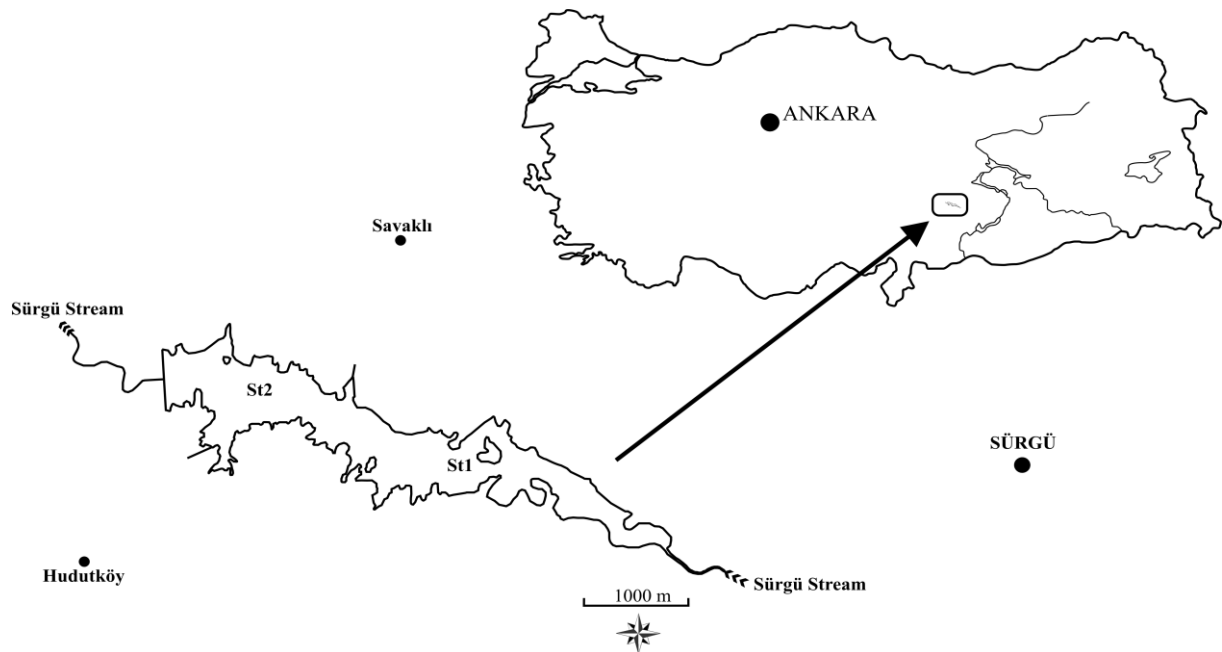 ANKARA
Savaklı
Sürgü Stream
St2
St1
SÜRGÜ
Hudutköy
Sürgü Stream
1000 m